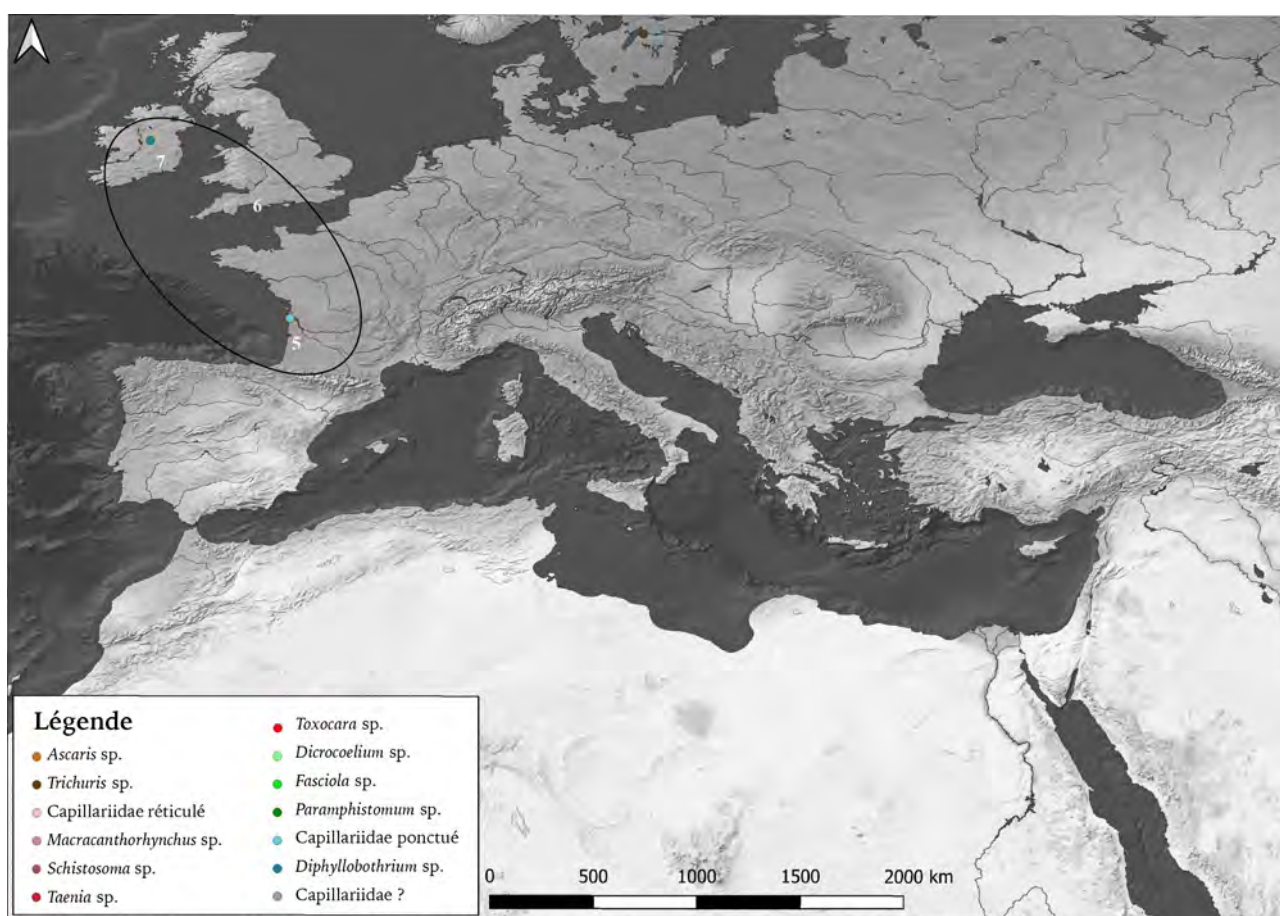 7
6
5
Légende
Ascaris sp.
Trichuris sp.
Capillariidae réticulé
Macracanthorhynchus sp.
Schistosoma sp.
Taenia sp.
Toxocara sp.
Dicrocoelium sp.
Fasciola sp.
Paramphistomum sp.
Capillariidae ponctué
Diphyllobothrium sp.
Capillariidae ?
0 500 1000 1500 2000 km